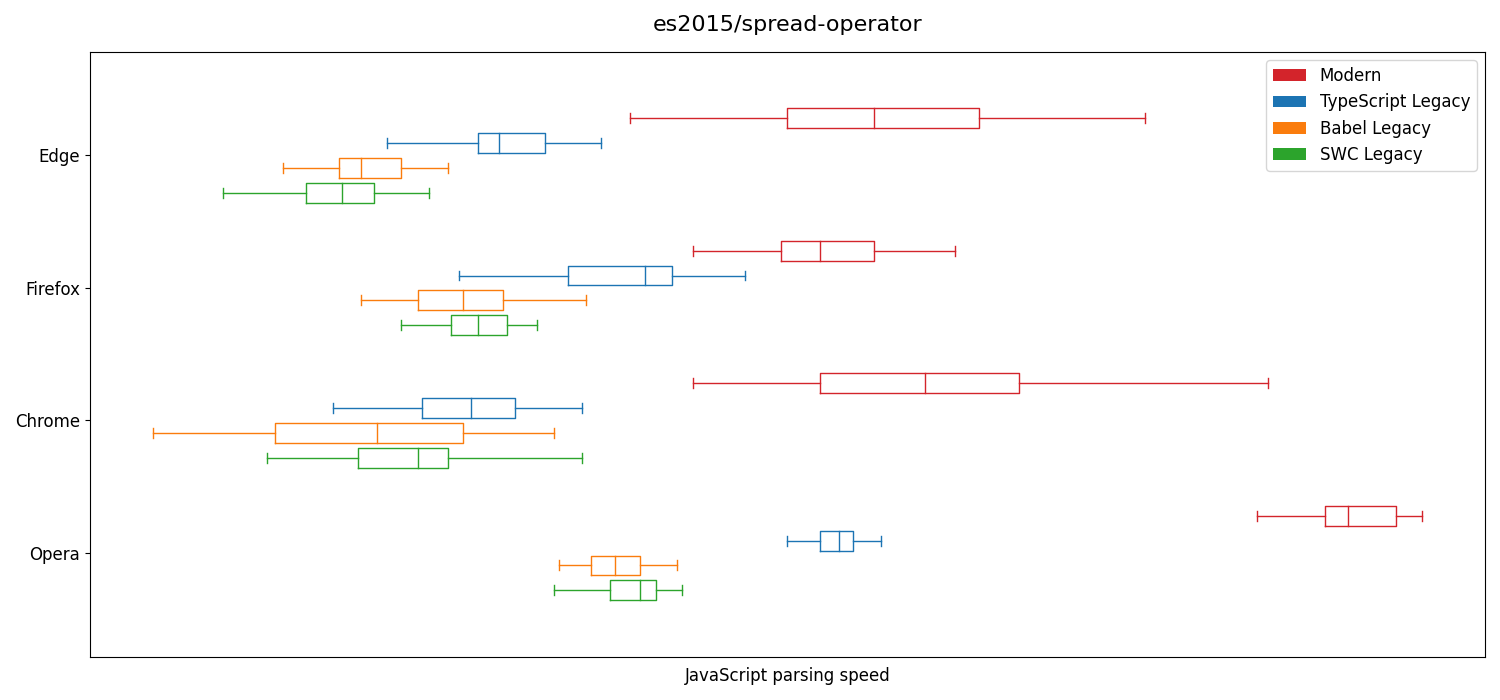 es2015/spread-operator
Modern
TypeScript Legacy
Babel Legacy
SWC Legacy
Edge
Firefox
Chrome
Opera
JavaScript parsing speed